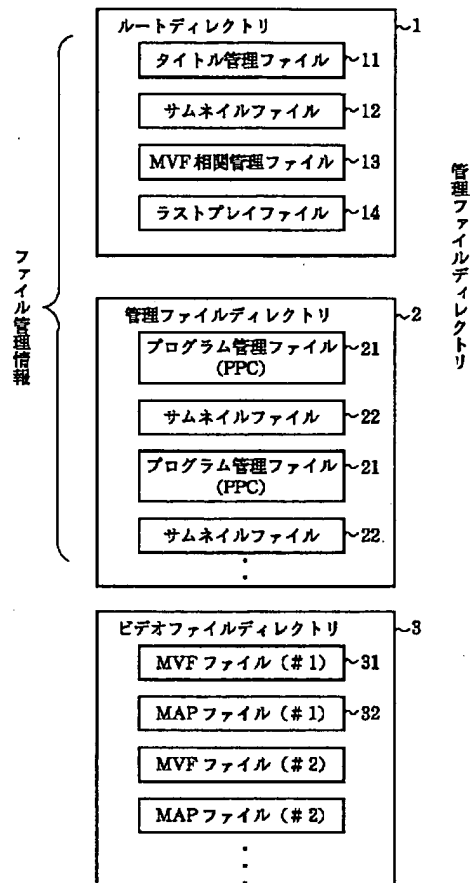 ルートディレクトリ ~1
タイトル管理ファイル ~11
サムネイルファイル ~12
MVF相関管理ファイル ~13
ラストプレイファイル ~14
ファイル管理情報
管理ファイルディレクトリ
管理ファイルディレクトリ ~2
プログラム管理ファイル ~21
(PPC)
サムネイルファイル ~22
プログラム管理ファイル ~21
(PPC)
サムネイルファイル ~22
ビデオファイルディレクトリ ~3
MVFファイル (#1) ~31
MAPファイル (#1) ~32
MVFファイル (#2)
MAPファイル (#2)